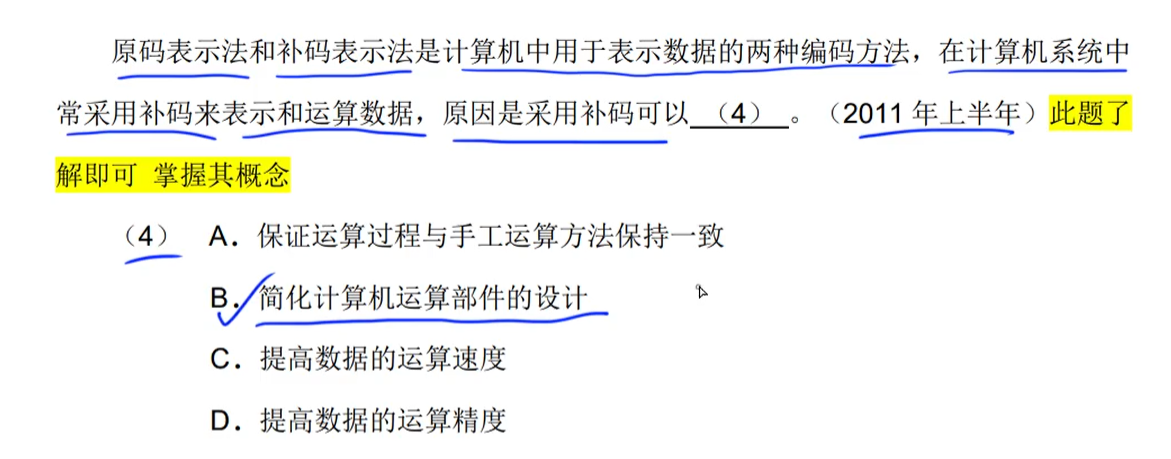 原码表示法和补码表示法是计算机中用于表示数据的两种编码方法，在计算机系统中
常采用补码来表示和运算数据，原因是采用补码可以 （4） 。（2011 年上半年）此题了
解即可 掌握其概念
（4） A．保证运算过程与手工运算方法保持一致
B．简化计算机运算部件的设计
C．提高数据的运算速度
D．提高数据的运算精度